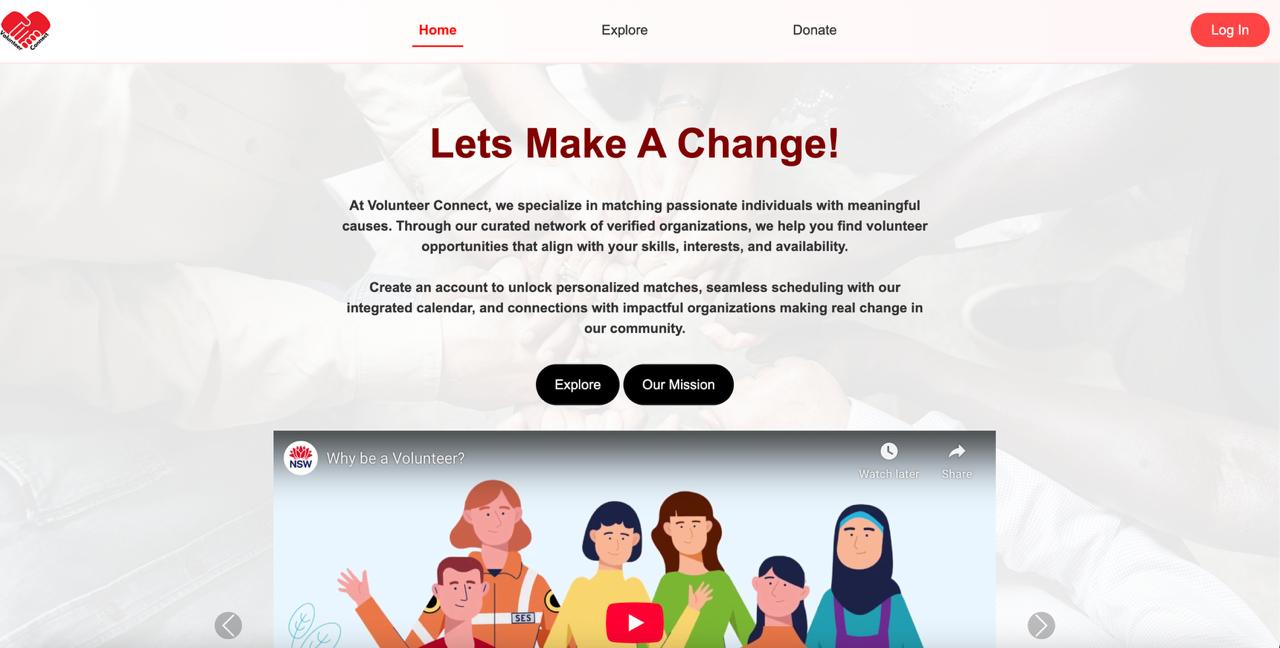 Volunteer Connect
Home
Explore
Donate
Log In
Lets Make A Change!
At Volunteer Connect, we specialize in matching passionate individuals with meaningful
causes. Through our curated network of verified organizations, we help you find volunteer
opportunities that align with your skills, interests, and availability.
Create an account to unlock personalized matches, seamless scheduling with our
integrated calendar, and connections with impactful organizations making real change in
our community.
Explore
Our Mission
NSW
Why be a Volunteer?
Watch later
Share
SES